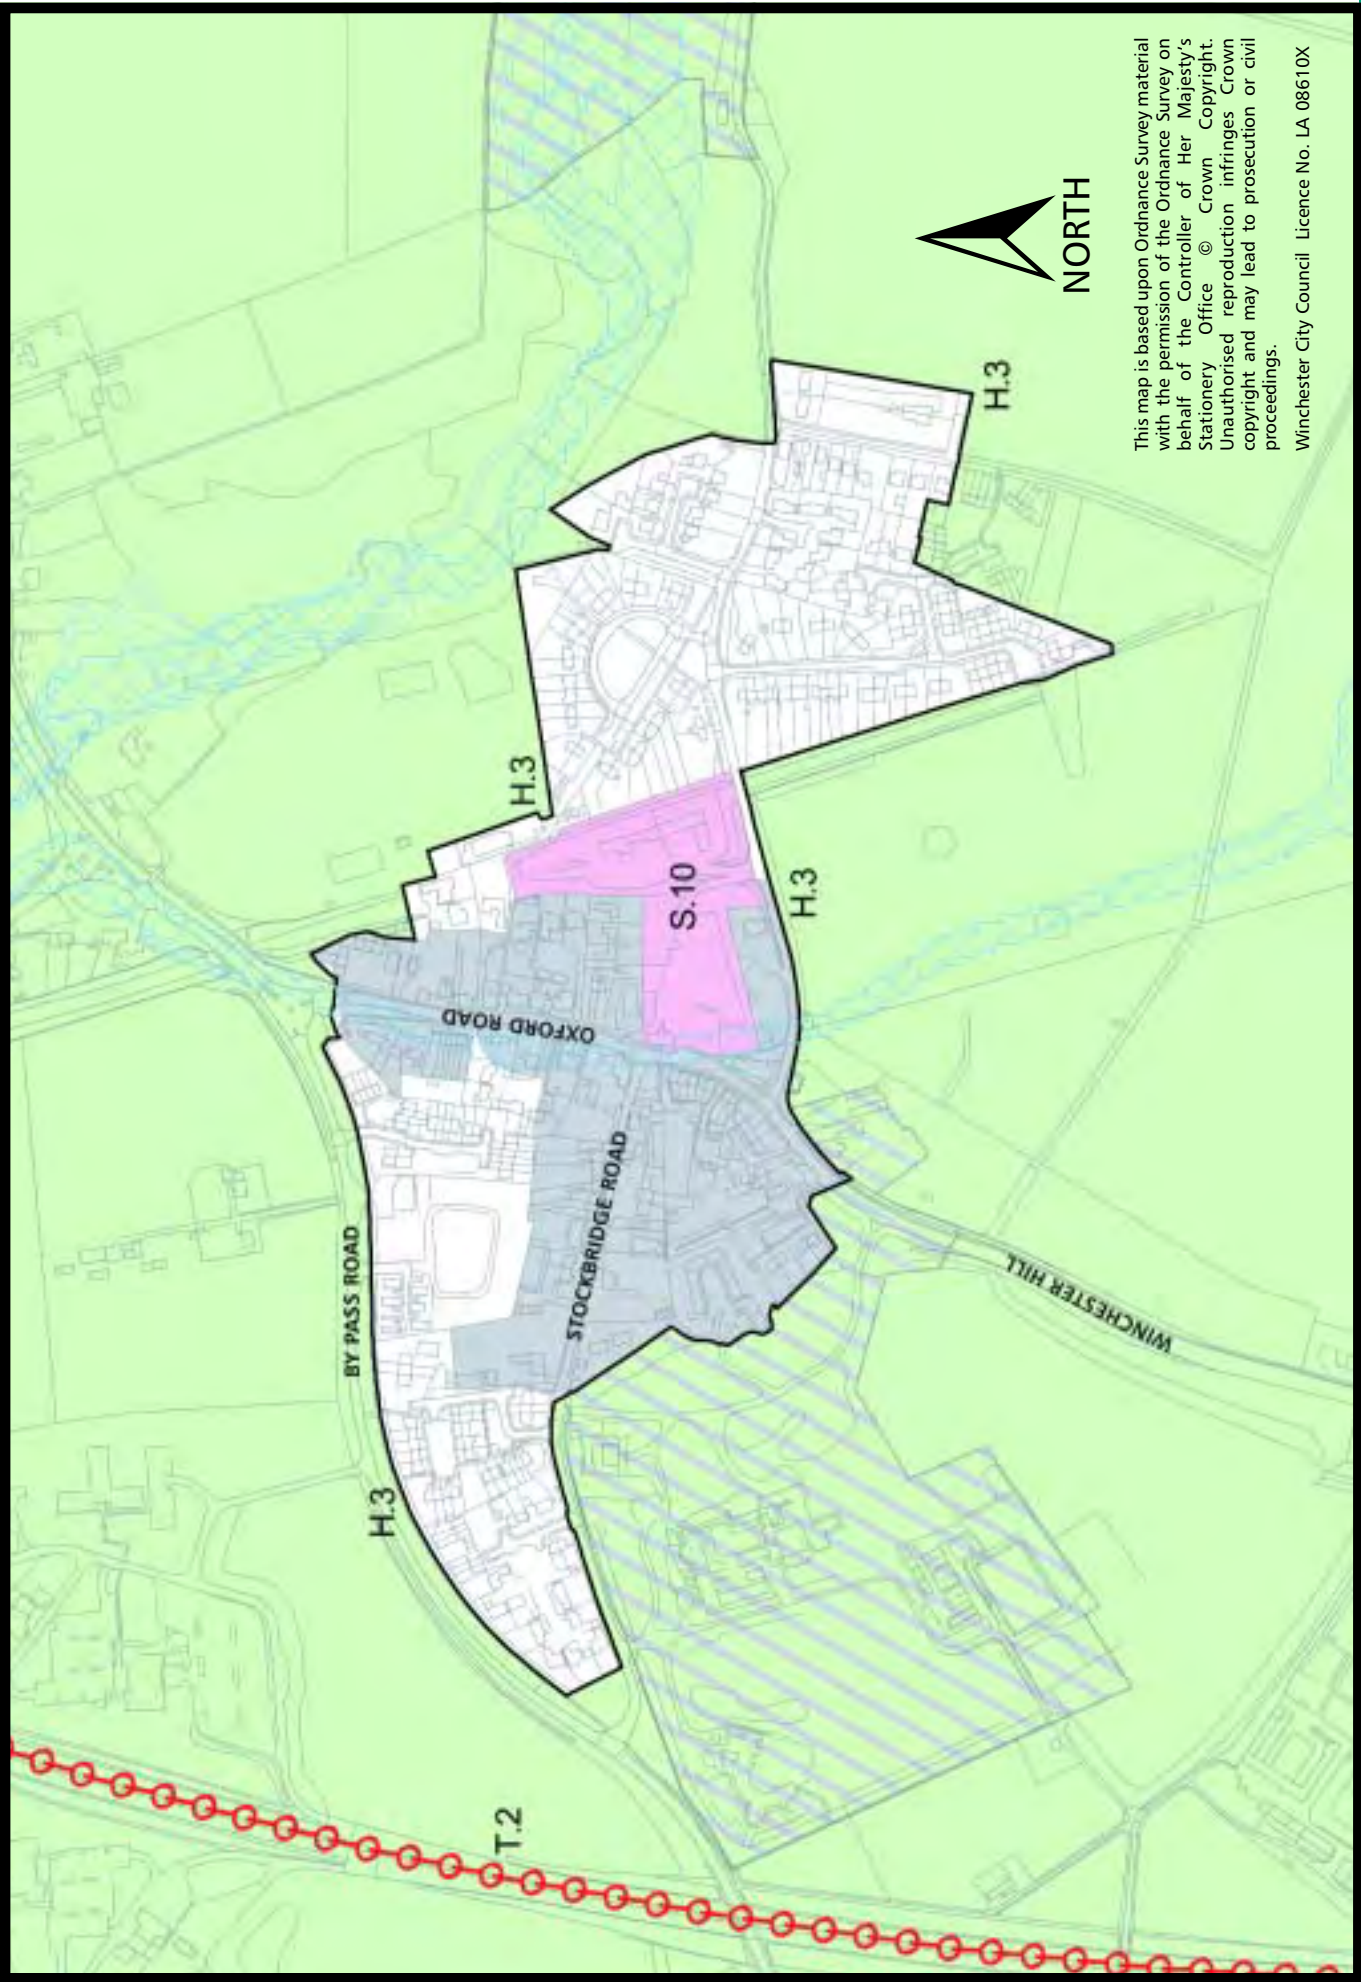 BY PASS ROAD
H.3
T.2
H.3
OXFORD ROAD
STOCKBRIDGE ROAD
S.10
H.3
WINCHESTER HILL
H.3
NORTH
This map is based upon Ordnance Survey material
with the permission of the Ordnance Survey on
behalf of the Controller of Her Majesty's
Stationery Office © Crown Copyright.
Unauthorised reproduction infringes Crown
copyright and may lead to prosecution or civil
proceedings.
Winchester City Council Licence No. LA 08610X